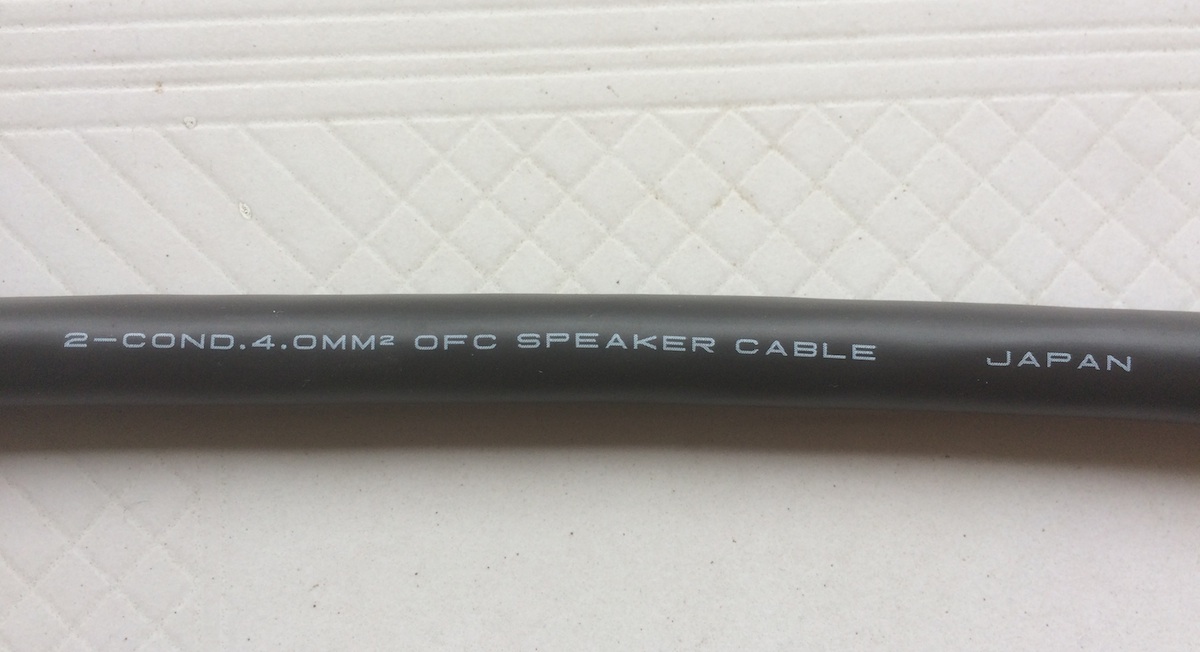 2-COND.4.0MM² OFC SPEAKER CABLE JAPAN